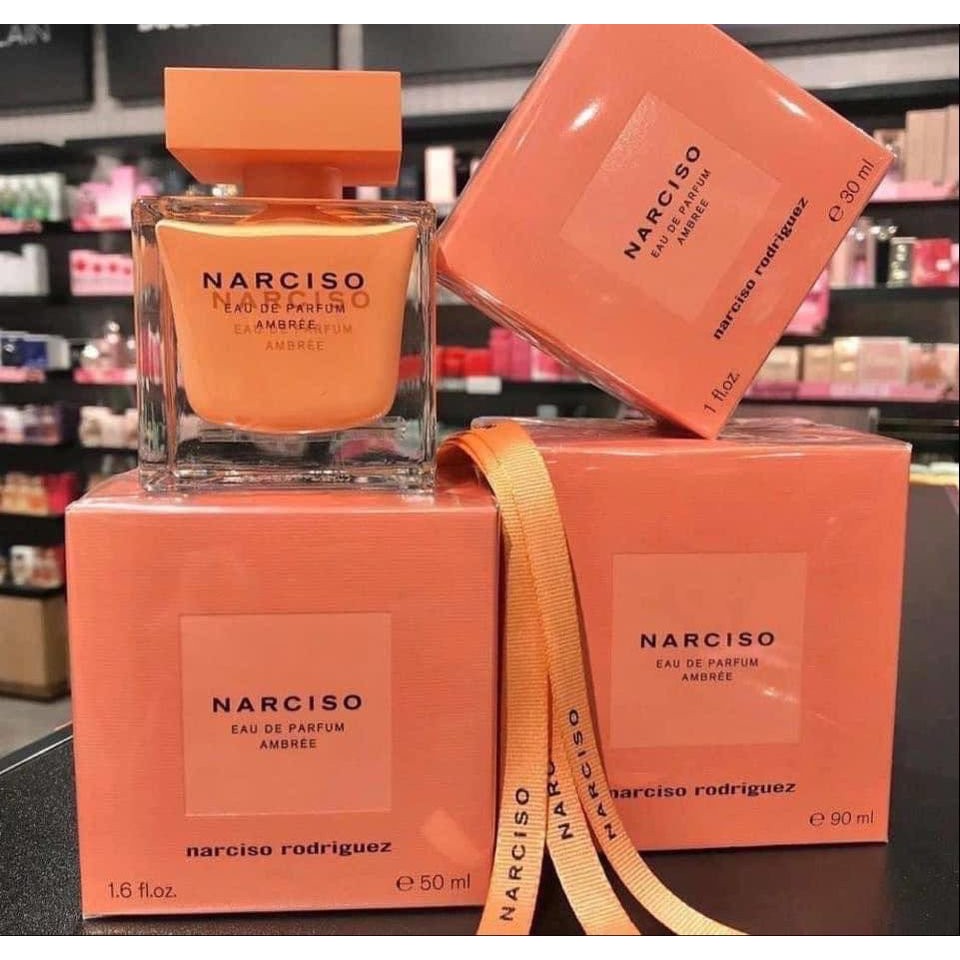 NARCISO
EAU DE PARFUM
AMBRÉE
NARCISO
EAU DE PARFUM
AMBRÉE
NARCISO
EAU DE PARFUM
AMBRÉE
narciso rodriguez
1 fl.oz.
e 30 ml
NARCISO
EAU DE PARFUM
AMBRÉE
narciso rodriguez
1.6 fl.oz.
e 50 ml
NARCISO
EAU DE PARFUM
AMBRÉE
narciso rodriguez
e 90 ml
NARCISO
NARC
NARCISO